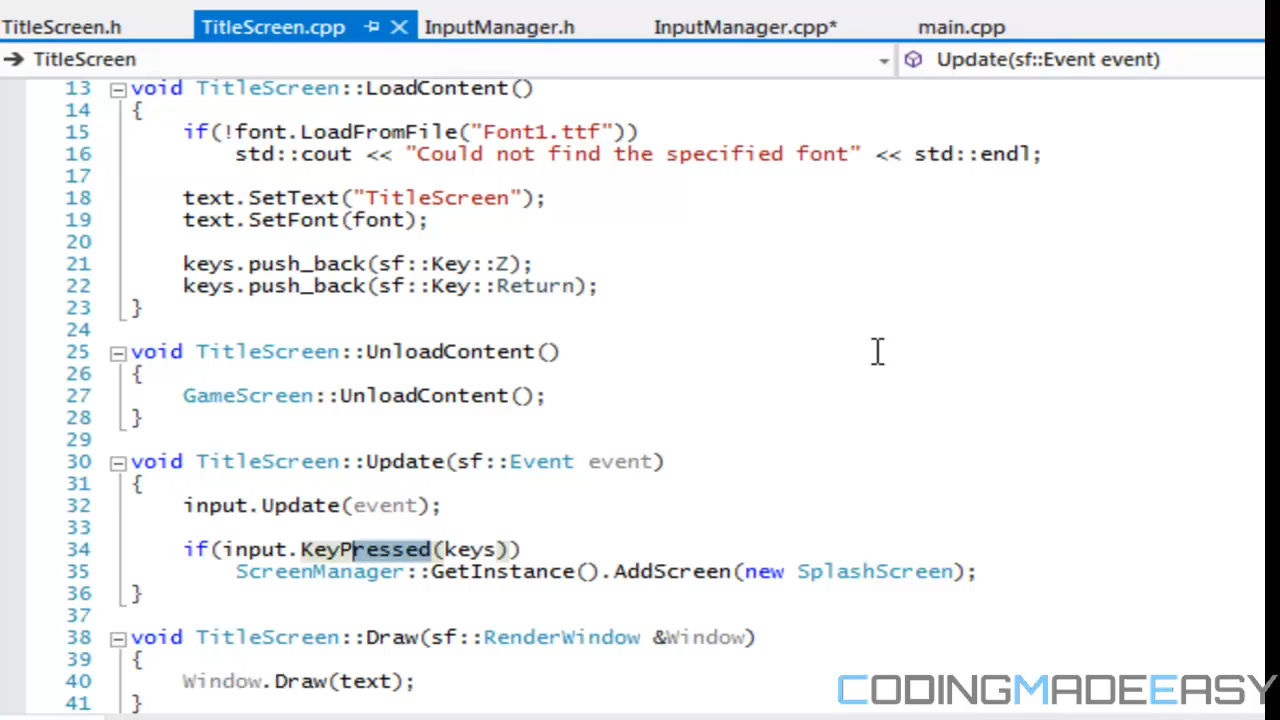 TitleScreen.h TitleScreen.cpp InputManager.h InputManager.cpp* main.cpp
TitleScreen Update(sf::Event event)
13 void TitleScreen::LoadContent()
14 {
15 if(!font.LoadFromFile("Font1.ttf"))
16 std::cout << "Could not find the specified font" << std::endl;
17
18 text.SetText("TitleScreen");
19 text.SetFont(font);
20
21 keys.push_back(sf::Key::Z);
22 keys.push_back(sf::Key::Return);
23 }
24
25 void TitleScreen::UnloadContent()
26 {
27 GameScreen::UnloadContent();
28 }
29
30 void TitleScreen::Update(sf::Event event)
31 {
32 input.Update(event);
33
34 if(input.KeyPressed(keys))
35 ScreenManager::GetInstance().AddScreen(new SplashScreen);
36 }
37
38 void TitleScreen::Draw(sf::RenderWindow &Window)
39 {
40 Window.Draw(text);
41 }
CODINGMADEEASY